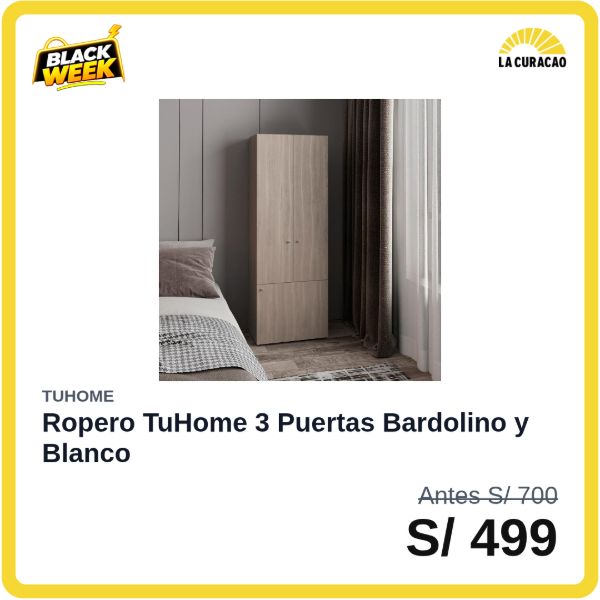 BLACK
WEEK
LA CURACAO
TUHOME
Ropero TuHome 3 Puertas Bardolino y
Blanco
Antes S/ 700
S/ 499